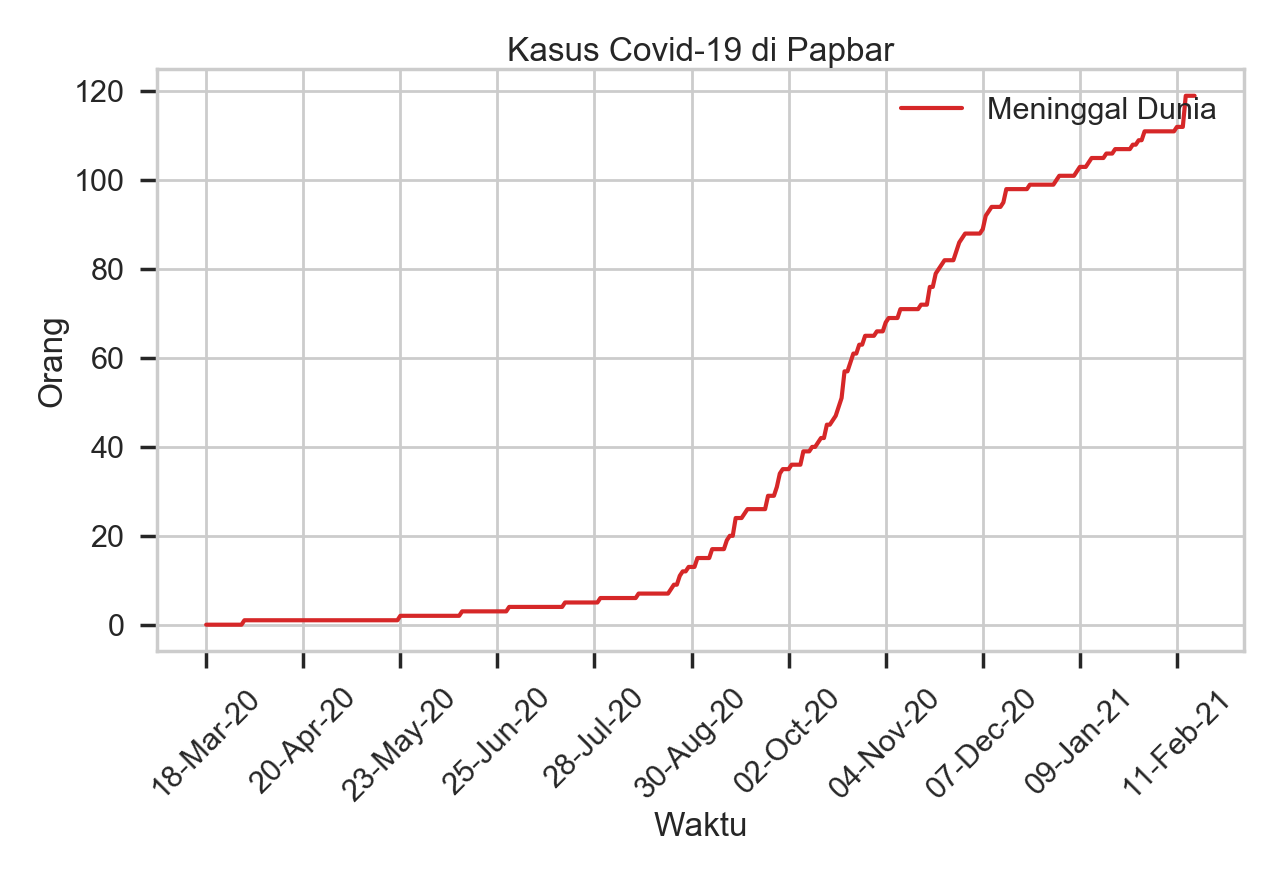 Kasus Covid-19 di Papbar
Meninggal Dunia
120
100
80
60
40
20
0
Orang
18-Mar-20
20-Apr-20
23-May-20
25-Jun-20
28-Jul-20
30-Aug-20
02-Oct-20
04-Nov-20
07-Dec-20
09-Jan-21
11-Feb-21
Waktu